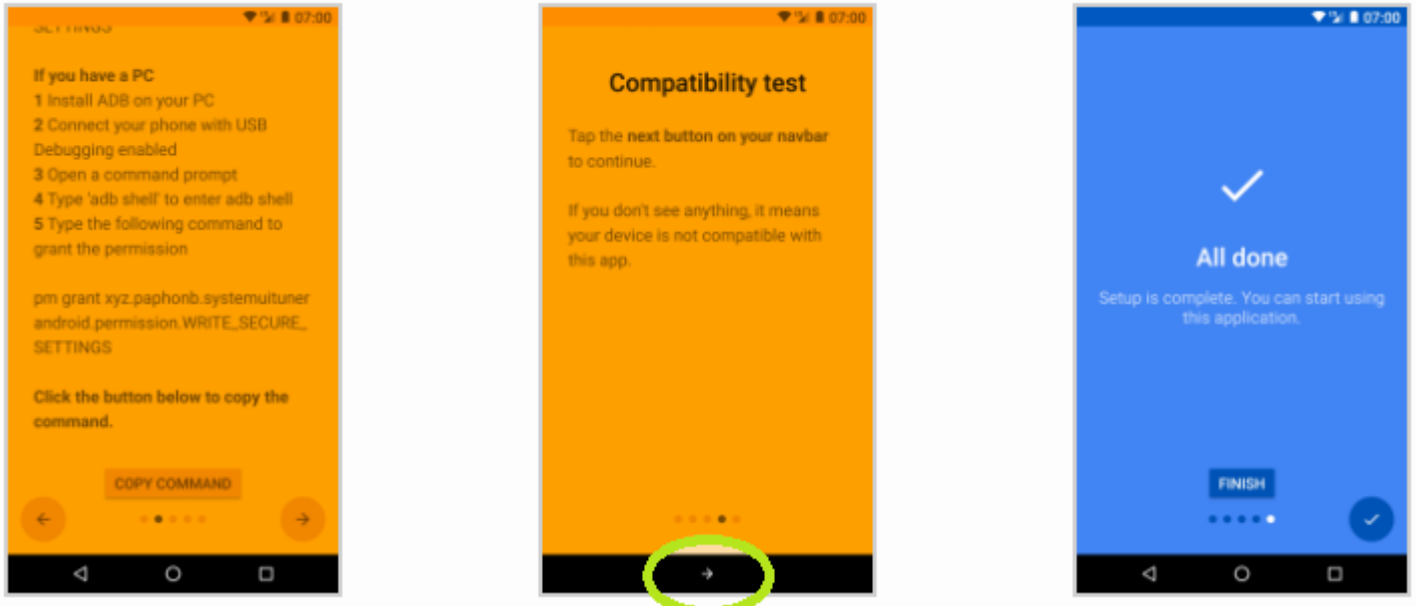 07:00
SETTINGS
If you have a PC
1 Install ADB on your PC
2 Connect your phone with USB
Debugging enabled
3 Open a command prompt
4 Type 'adb shell' to enter adb shell
5 Type the following command to
grant the permission
pm grant xyz.paphonb.systemuituner
android.permission.WRITE_SECURE_
SETTINGS
Click the button below to copy the
command.
COPY COMMAND
07:00
Compatibility test
Tap the next button on your navbar
to continue.
If you don't see anything, it means
your device is not compatible with
this app.
07:00
All done
Setup is complete. You can start using
this application.
FINISH